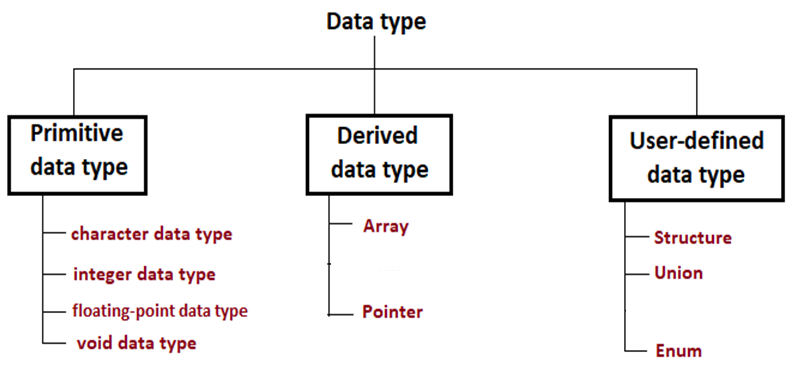 Data type
Primitive
data type
character data type
integer data type
floating-point data type
void data type
Derived
data type
Array
Pointer
User-defined
data type
Structure
Union
Enum